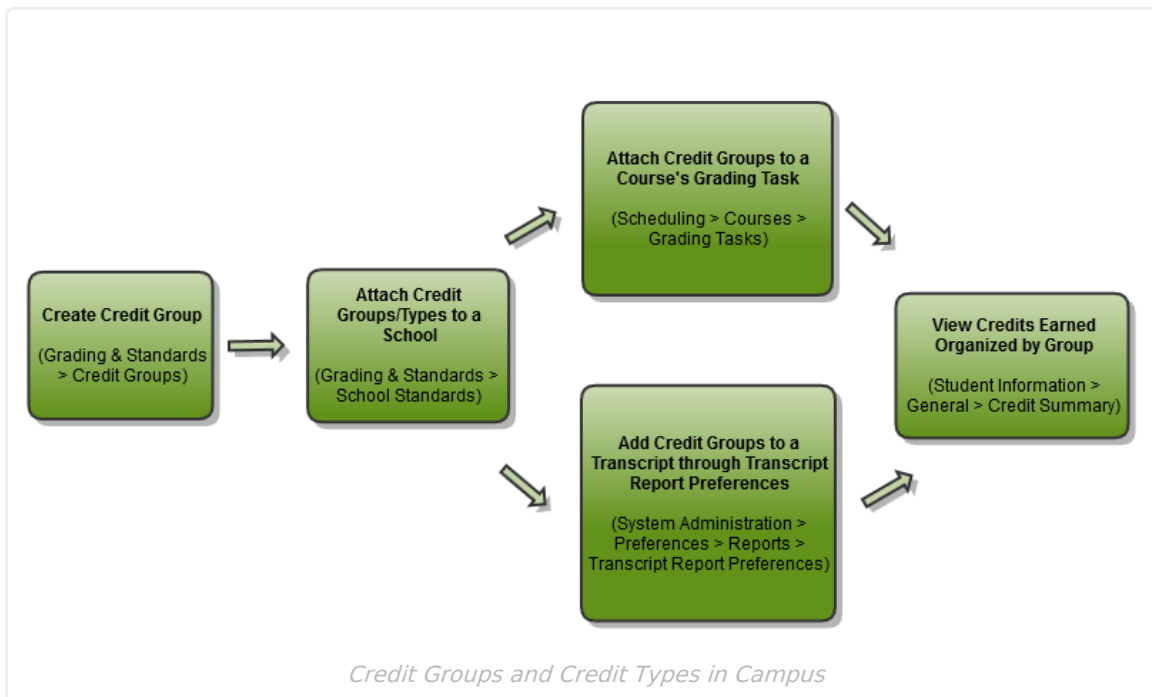 Create Credit Group
(Grading & Standards
> Credit Groups)
Attach Credit
Groups/Types to a
School
(Grading & Standards >
School Standards)
Attach Credit Groups to a
Course's Grading Task
(Scheduling > Courses >
Grading Tasks)
Add Credit Groups to a
Transcript through Transcript
Report Preferences
(System Administration >
Preferences > Reports >
Transcript Report Preferences)
View Credits Earned
Organized by Group
(Student Information >
General > Credit Summary)
Credit Groups and Credit Types in Campus